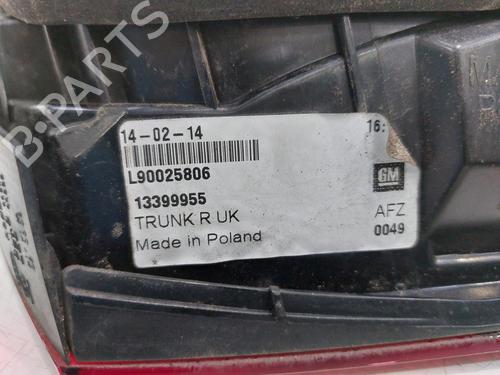 B-PARTS
14-02-14 16:
L90025806
GM
13399955
TRUNK R UK AFZ
Made in Poland 0049